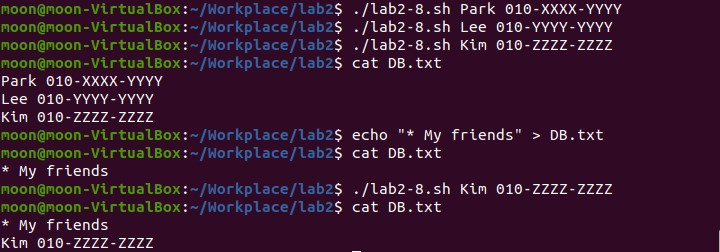 moon@moon-VirtualBox:~/Workplace/lab2$ ./lab2-8.sh Park 010-XXXX-YYYY
moon@moon-VirtualBox:~/Workplace/lab2$ ./lab2-8.sh Lee 010-YYYY-YYYY
moon@moon-VirtualBox:~/Workplace/lab2$ ./lab2-8.sh Kim 010-ZZZZ-ZZZZ
moon@moon-VirtualBox:~/Workplace/lab2$ cat DB.txt
Park 010-XXXX-YYYY
Lee 010-YYYY-YYYY
Kim 010-ZZZZ-ZZZZ
moon@moon-VirtualBox:~/Workplace/lab2$ echo "* My friends" > DB.txt
moon@moon-VirtualBox:~/Workplace/lab2$ cat DB.txt
* My friends
moon@moon-VirtualBox:~/Workplace/lab2$ ./lab2-8.sh Kim 010-ZZZZ-ZZZZ
moon@moon-VirtualBox:~/Workplace/lab2$ cat DB.txt
* My friends
Kim 010-ZZZZ-ZZZZ